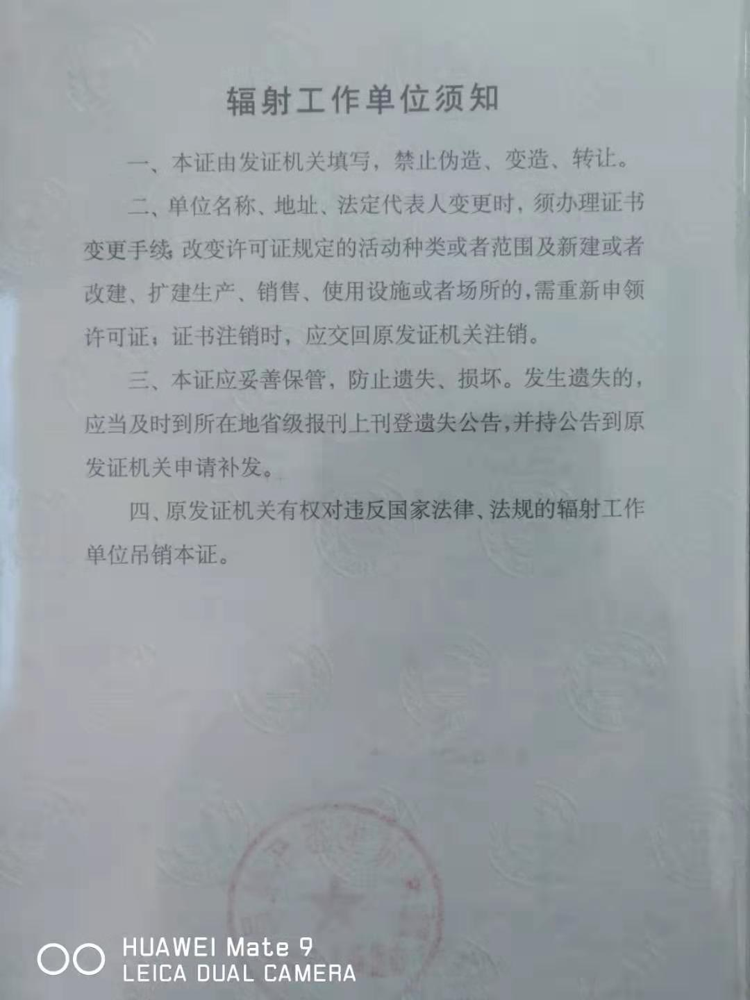 辐射工作单位须知
一、本证由发证机关填写，禁止伪造、变造、转让。
二、单位名称、地址、法定代表人变更时，须办理证书
变更手续；改变许可证规定的活动种类或者范围及新建或者
改建、扩建生产、销售、使用设施或者场所的，需重新申领
许可证；证书注销时，应交回原发证机关注销。
三、本证应妥善保管，防止遗失、损坏。发生遗失的，
应当及时到所在地省级报刊上刊登遗失公告，并持公告到原
发证机关申请补发。
四、原发证机关有权对违反国家法律、法规的辐射工作
单位吊销本证。
HUAWEI Mate 9
LEICA DUAL CAMERA